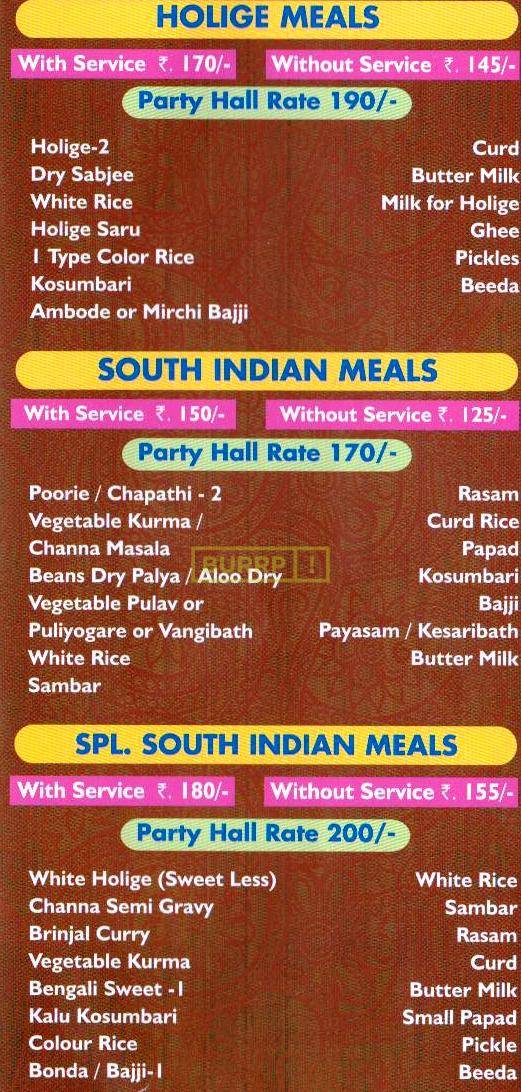 HOLIGE MEALS
With Service ₹. 170/-
Without Service ₹. 145/-
Party Hall Rate 190/-
Holige-2
Dry Sabjee
White Rice
Holige Saru
1 Type Color Rice
Kosumbari
Ambode or Mirchi Bajji
Curd
Butter Milk
Milk for Holige
Ghee
Pickles
Beeda
SOUTH INDIAN MEALS
With Service ₹. 150/-
Without Service ₹. 125/-
Party Hall Rate 170/-
Poorie / Chapathi - 2
Vegetable Kurma /
Channa Masala
Beans Dry Palya / Aloo Dry
Vegetable Pulav or
Puliyogare or Vangibath
White Rice
Sambar
Rasam
Curd Rice
Papad
Kosumbari
Bajji
Payasam / Kesaribath
Butter Milk
BURRP !
SPL. SOUTH INDIAN MEALS
With Service ₹. 180/-
Without Service ₹. 155/-
Party Hall Rate 200/-
White Holige (Sweet Less)
Channa Semi Gravy
Brinjal Curry
Vegetable Kurma
Bengali Sweet -1
Kalu Kosumbari
Colour Rice
Bonda / Bajji-1
White Rice
Sambar
Rasam
Curd
Butter Milk
Small Papad
Pickle
Beeda